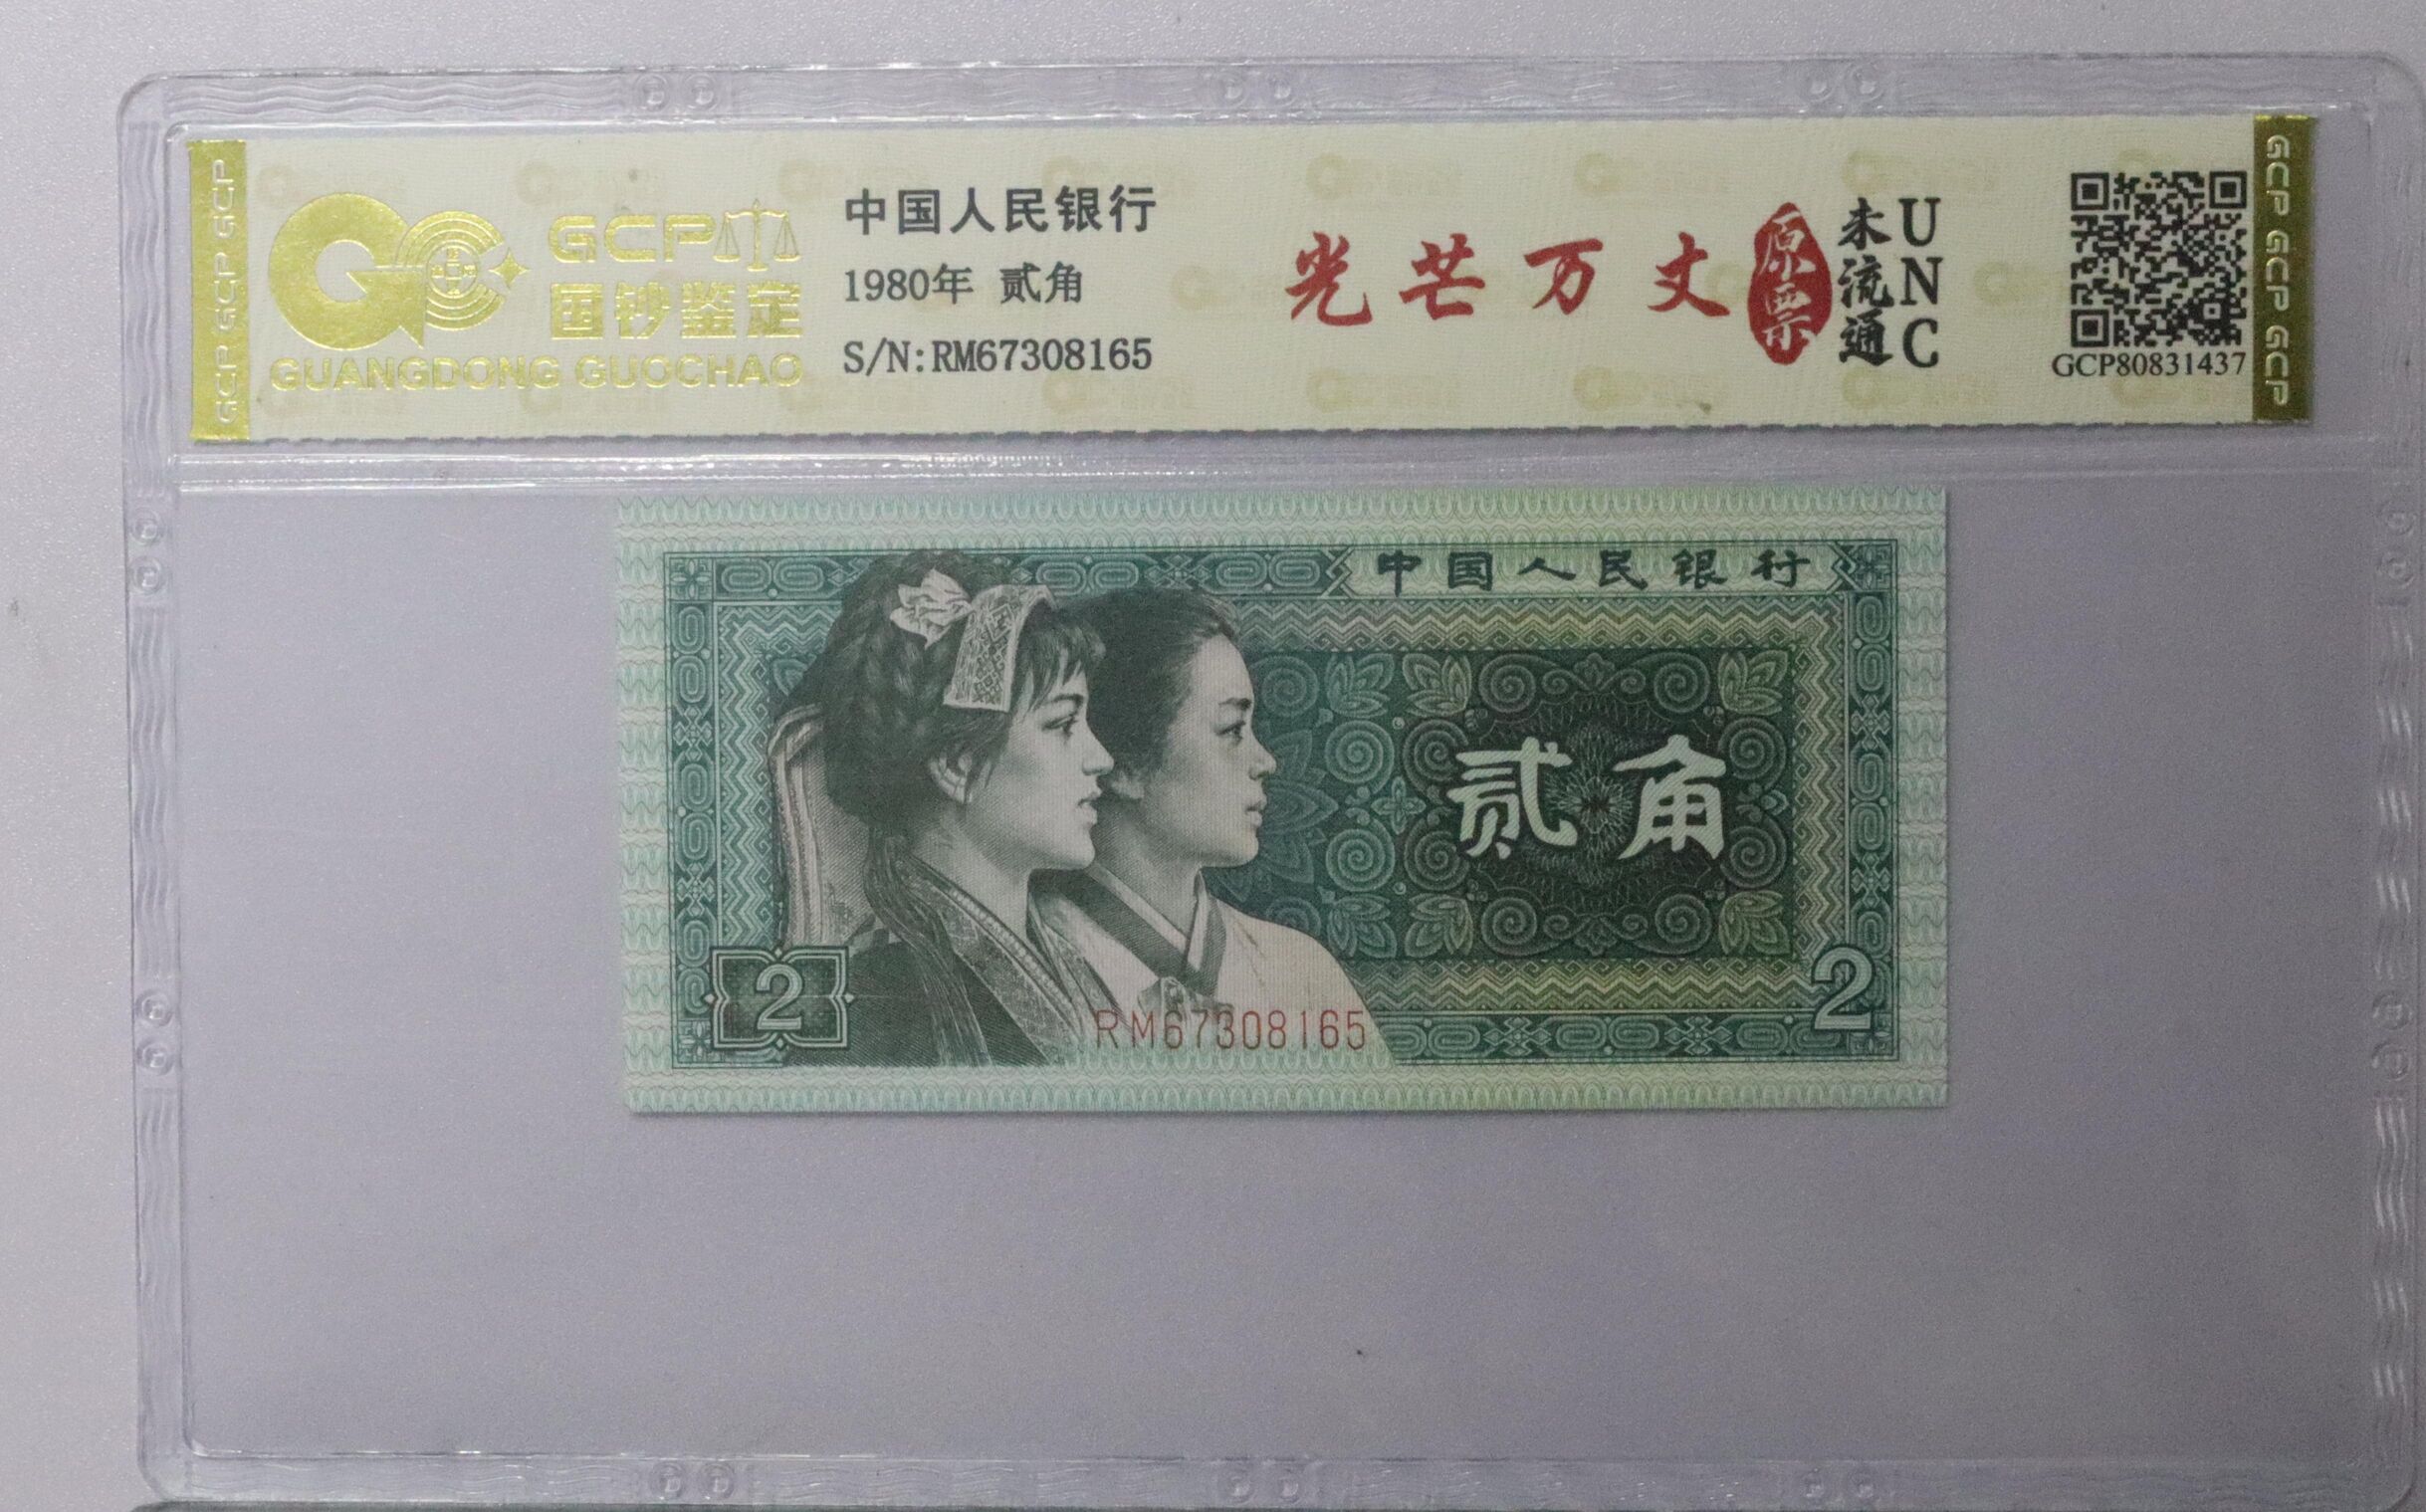 GCP GCP GCP
GCP
国钞鉴定
GUANGDONG GUOCHAO
中国人民银行
1980年 贰角
S/N:RM67308165
光芒万丈
原票
未流通
UNC
GCP80831437
GCP GCP GCP
中国人民银行
贰角
2
2
RM67308165